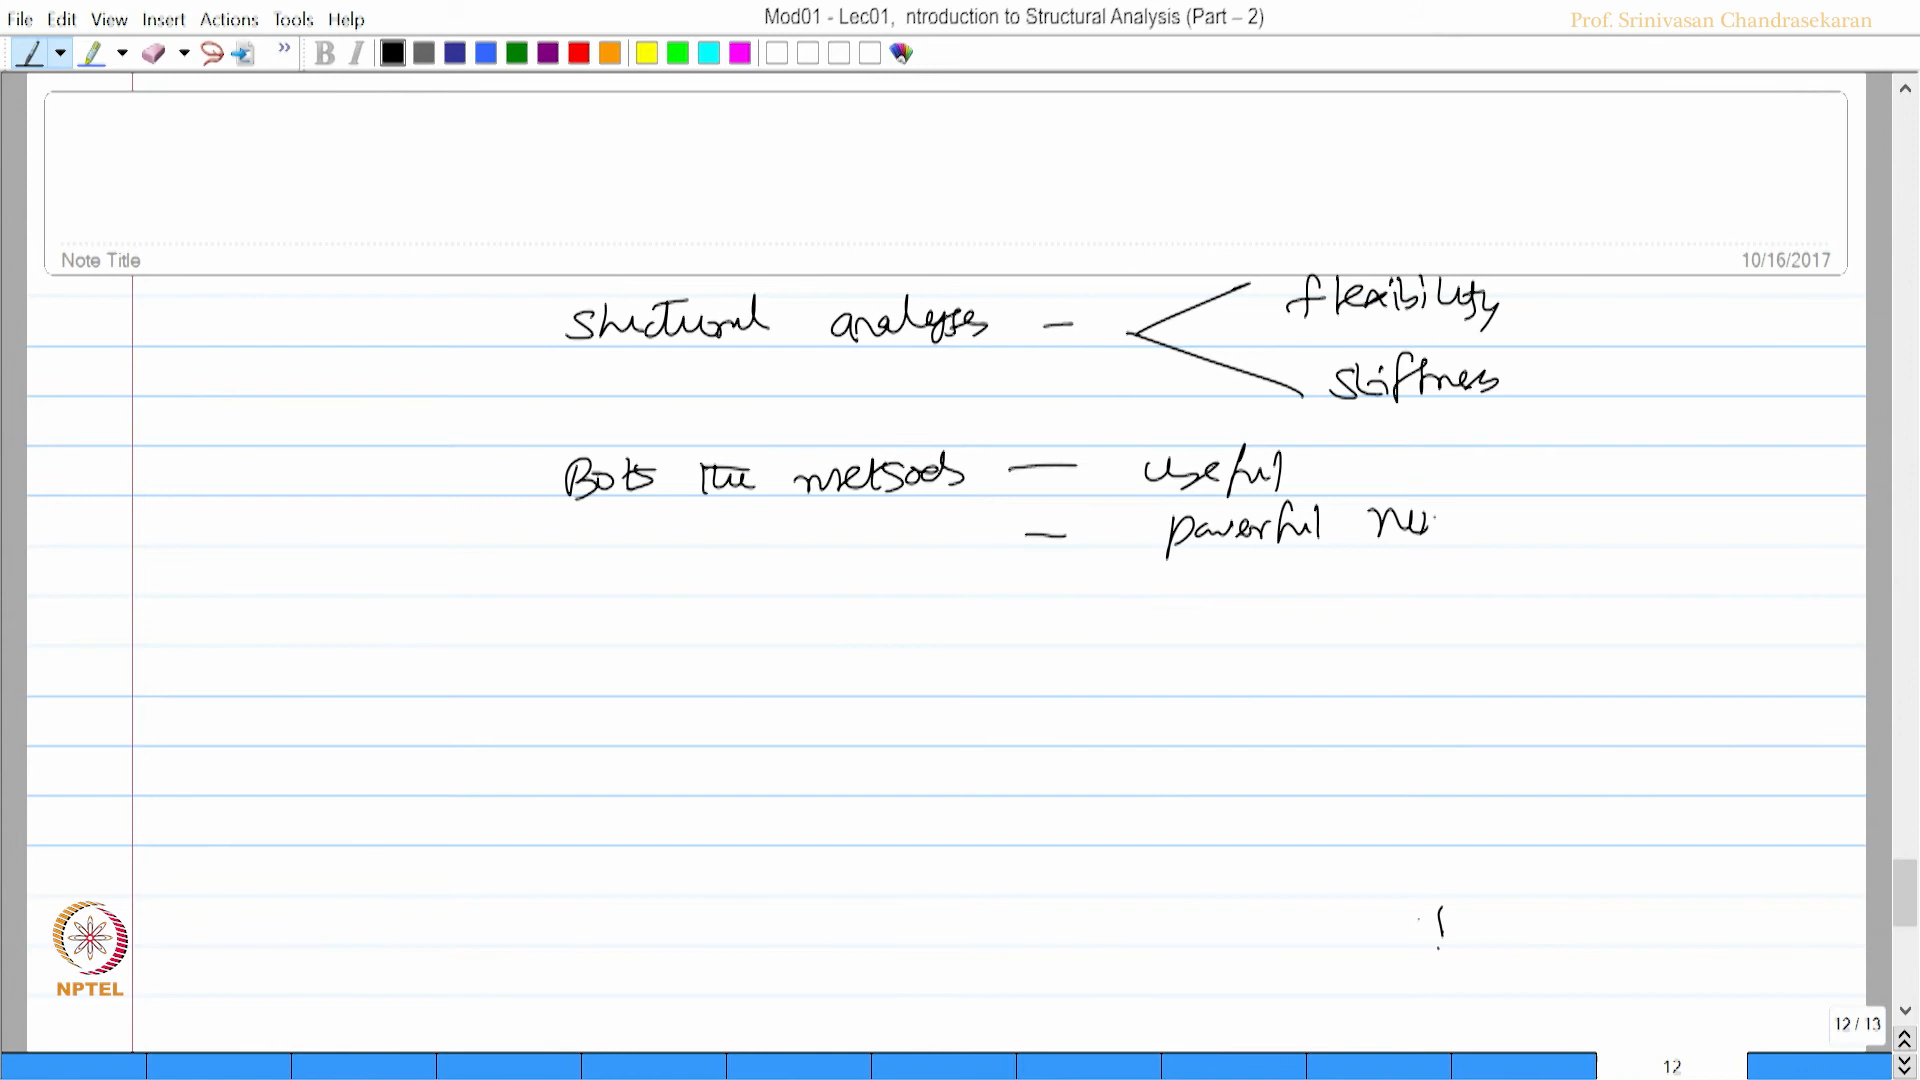 File Edit View Insert Actions Tools Help
Mod01 - Lec01, ntroduction to Structural Analysis (Part – 2)
Prof. Srinivasan Chandrasekaran
B I
Note Title
10/16/2017
Structural analysis –
flexibility
stiffness
Both the methods — useful
— powerful
NPTEL
12 / 13
12